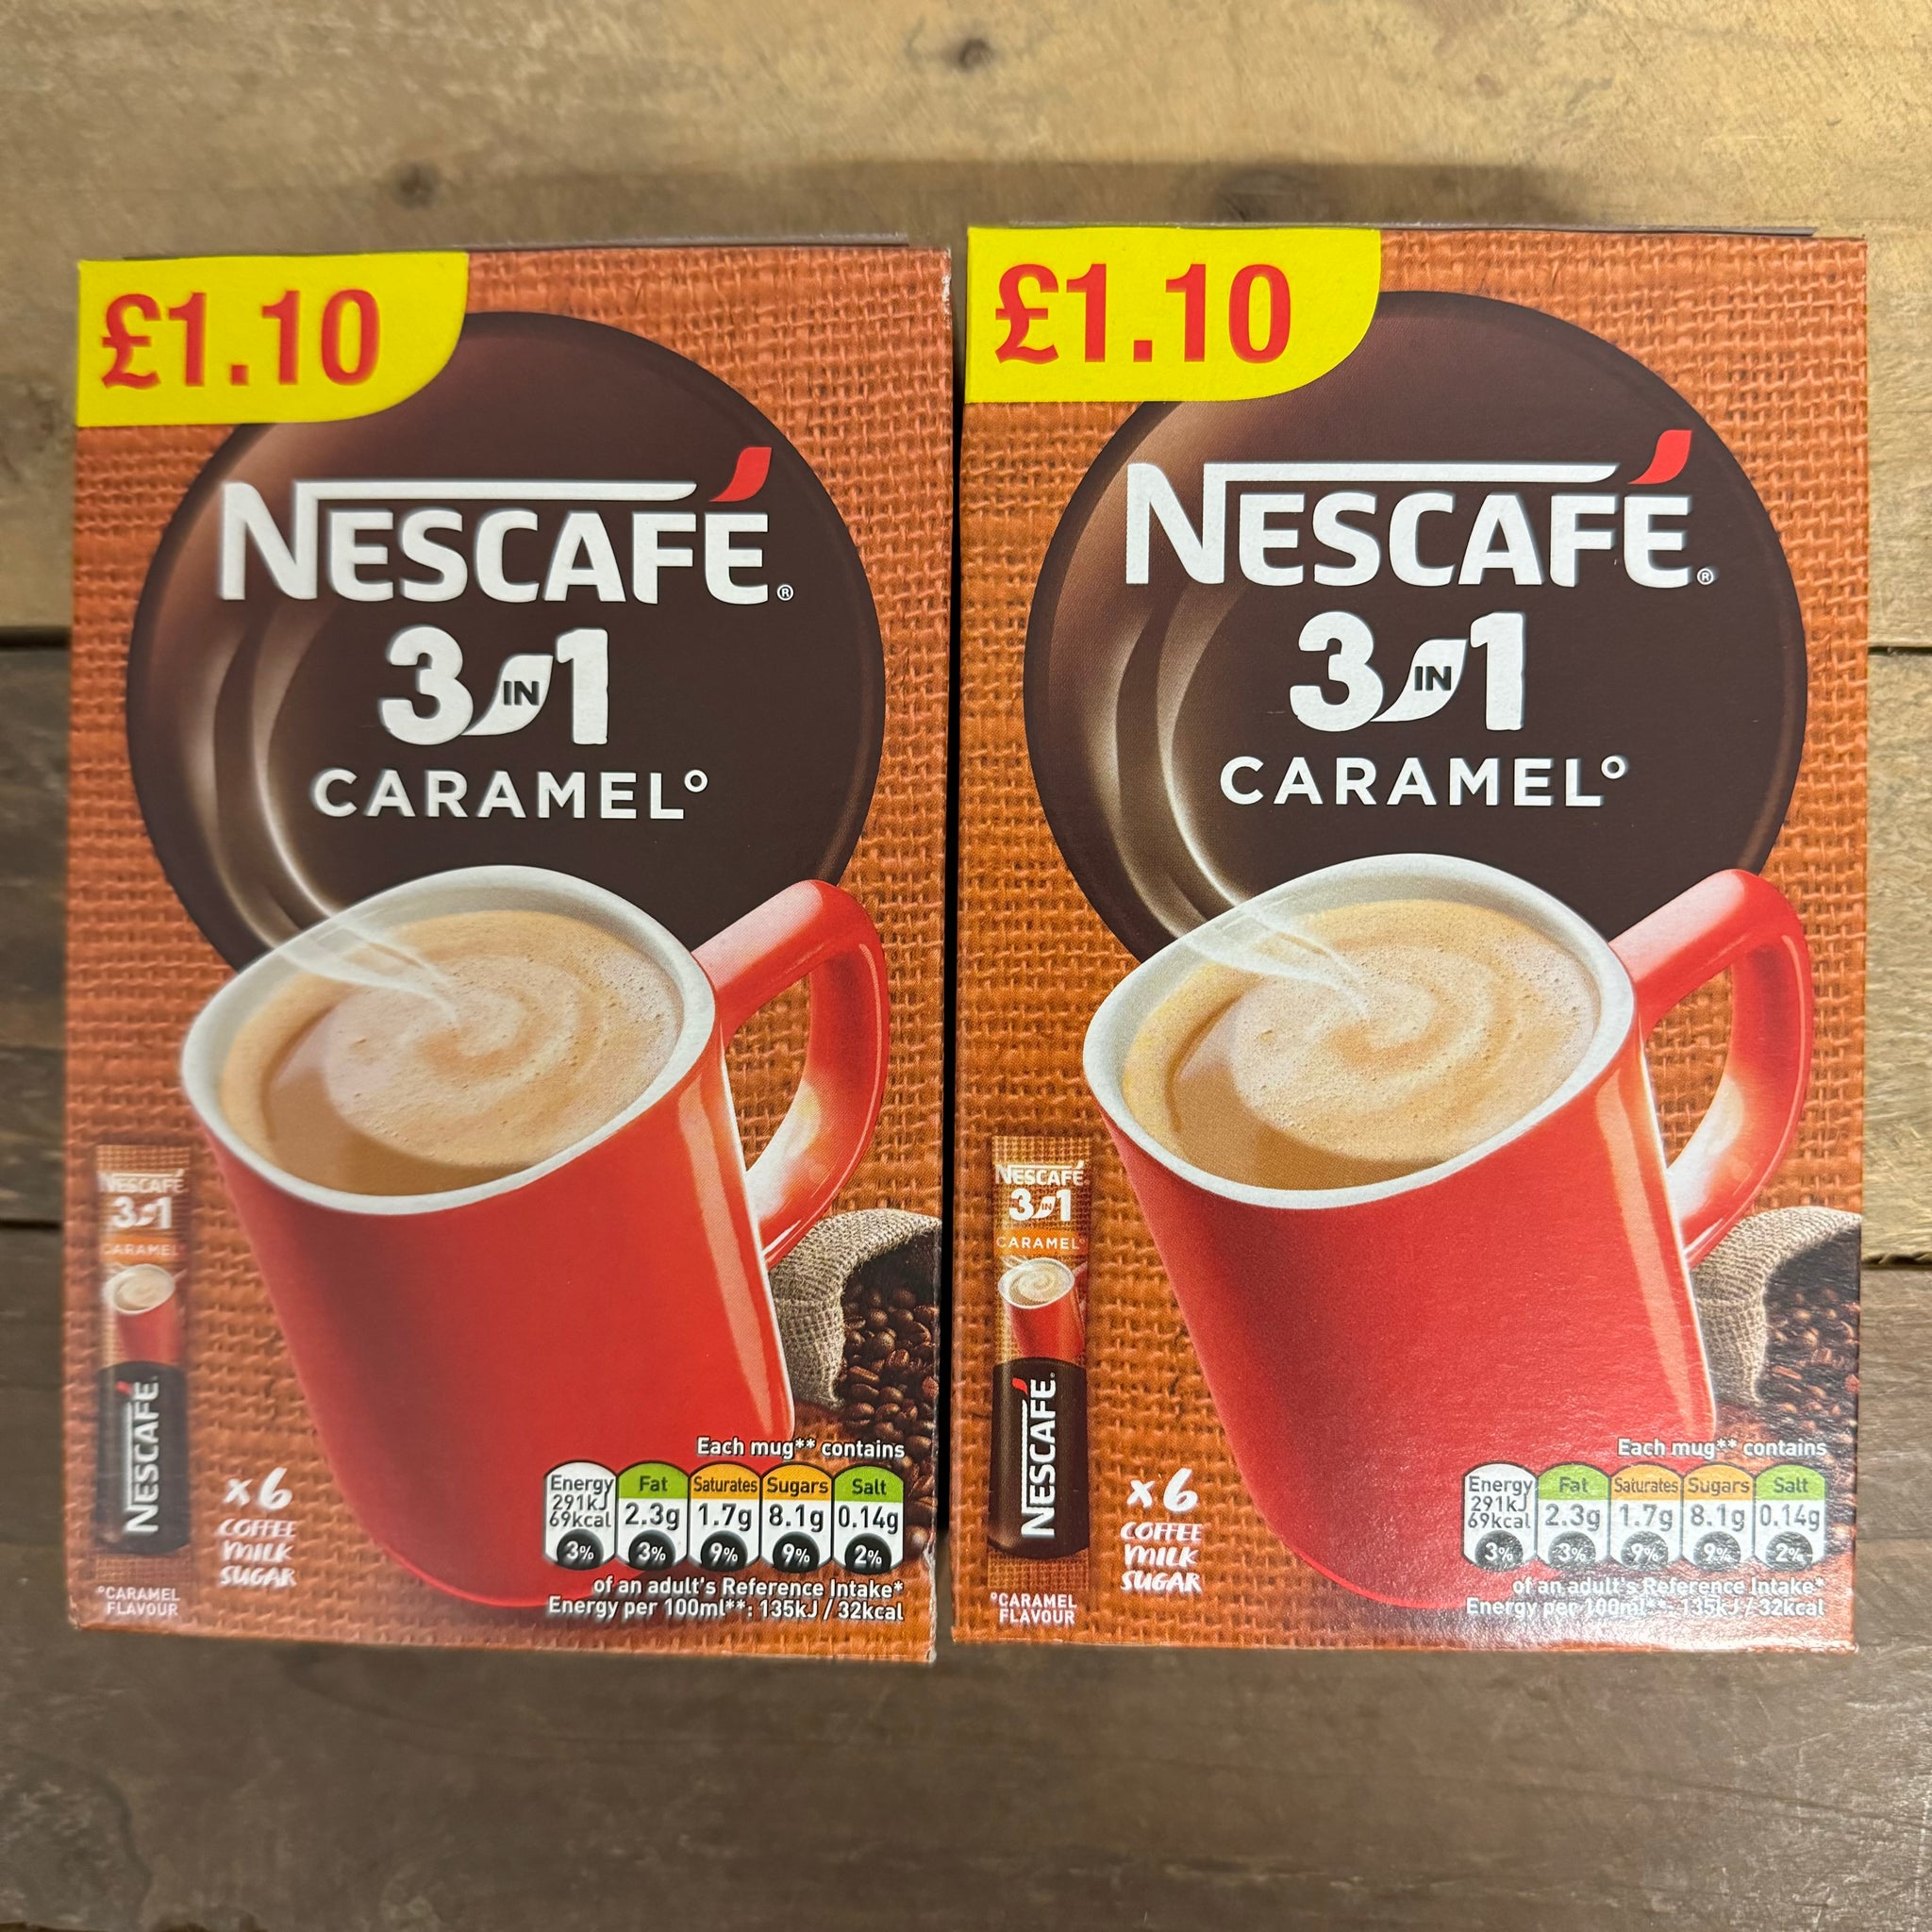 £1.10
NESCAFÉ®
3 IN 1
CARAMEL°
NESCAFÉ
3 IN 1
CARAMEL°
NESCAFÉ
x6
COFFEE
MILK
SUGAR
°CARAMEL
FLAVOUR
Each mug** contains
Energy Fat Saturates Sugars Salt
291kJ
69kcal 2.3g 1.7g 8.1g 0.14g
3% 3% 9% 9% 2%
of an adult's Reference Intake*
Energy per 100ml**: 135kJ / 32kcal
£1.10
NESCAFÉ®
3 IN 1
CARAMEL°
NESCAFÉ
3 IN 1
CARAMEL°
NESCAFÉ
x6
COFFEE
MILK
SUGAR
°CARAMEL
FLAVOUR
Each mug** contains
Energy Fat Saturates Sugars Salt
291kJ
69kcal 2.3g 1.7g 8.1g 0.14g
3% 3% 9% 9% 2%
of an adult's Reference Intake*
Energy per 100ml**: 135kJ / 32kcal